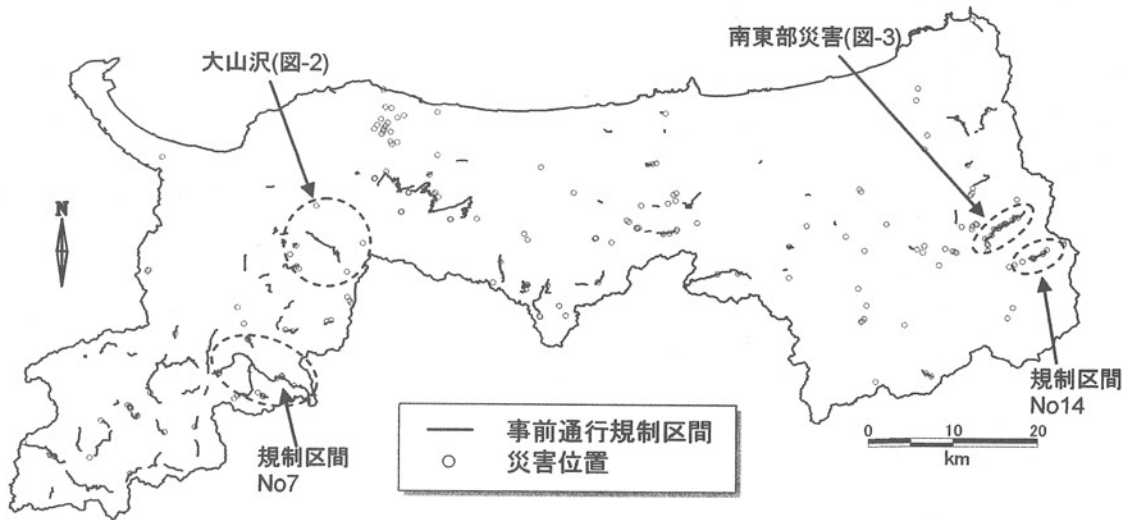 南東部災害(図-3)
大山沢(図-2)
N
規制区間
No14
事前通行規制区間
災害位置
0 10 20
km
規制区間
No7